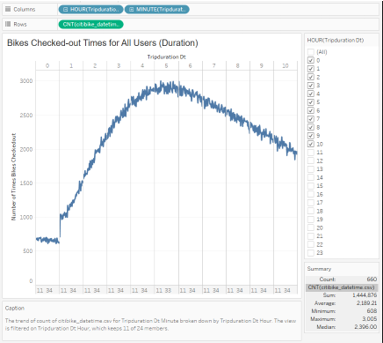 Columns
HOUR(Tripduratio..
MINUTE(Tripdurat..
Rows
CNT(citibike_datetim..
Bikes Checked-out Times for All Users (Duration)
Tripduration Dt
0 1 2 3 4 5 6 7 8 9 10
Number of Times Bikes Checkedout
3000
2500
2000
1500
1000
600
0
11 34 11 34 11 34 11 34 11 34 11 33 11 34 11 34 11 34 11 34 11 34
HOUR(Tripduration Dt)
(All)
0
1
2
3
4
5
6
7
8
9
10
11
12
13
14
15
16
17
18
19
20
21
22
23
Summary
Count: 660
CNT(citibike_datetime.csv)
Sum: 1,444,876
Average: 2,189.21
Minimum: 608
Maximum: 3,005
Median: 2,396.00
Caption
The trend of count of citibike_datetime.csv for Tripduration Dt Minute broken down by Tripduration Dt Hour. The view
is filtered on Tripduration Dt Hour, which keeps 11 of 24 members.